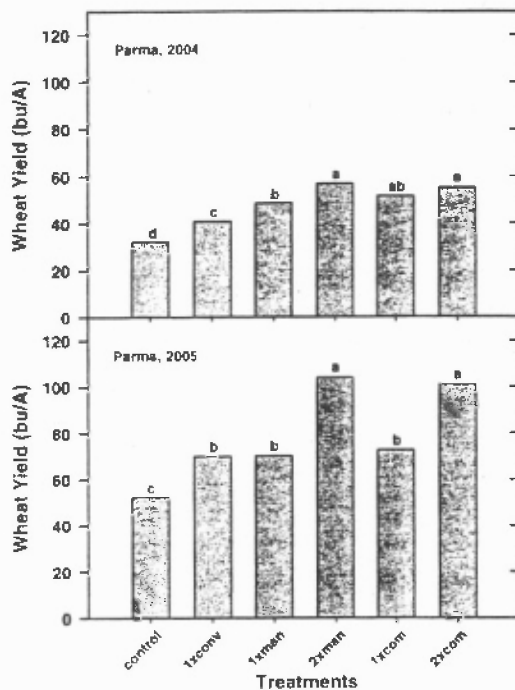 Parma, 2004
Wheat Yield (bu/A)
120
100
80
60
40
20
0
d
c
b
a
ab
a
Parma, 2005
Wheat Yield (bu/A)
120
100
80
60
40
20
0
c
b
b
a
b
a
control
1xconv
1xman
2xman
1xcom
2xcom
Treatments